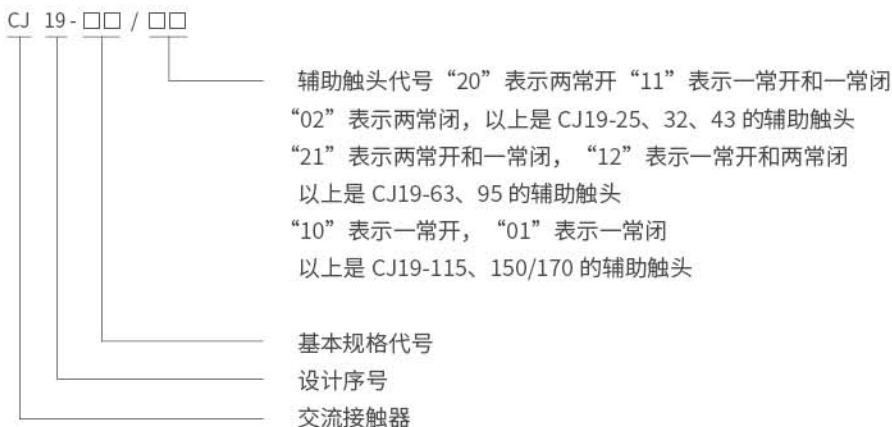 CJ 19 - □□ / □□
辅助触头代号“20”表示两常开“11”表示一常开和一常闭
“02”表示两常闭，以上是 CJ19-25、32、43 的辅助触头
“21”表示两常开和一常闭，“12”表示一常开和两常闭
以上是 CJ19-63、95 的辅助触头
“10”表示一常开，“01”表示一常闭
以上是 CJ19-115、150/170 的辅助触头
基本规格代号
设计序号
交流接触器